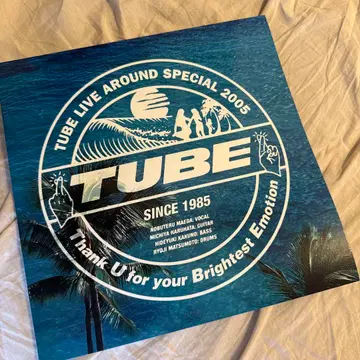 TUBE LIVE AROUND SPECIAL 2005
TUBE
SINCE 1985
NOBUTERU MAEDA: VOCAL
MICHIYA HARUHATA: GUITAR
HIDEYUKI KAKUNO: BASS
RYOJI MATSUMOTO: DRUMS
Thank U for your Brightest Emotion